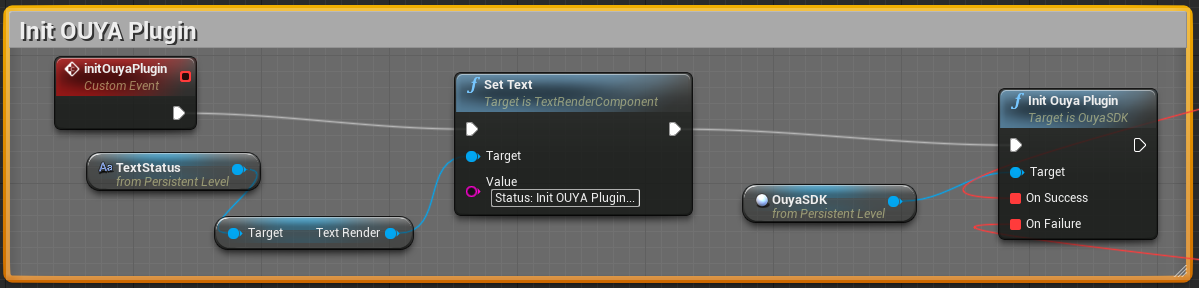 Init OUYA Plugin
initOuyaPlugin
Custom Event
Set Text
Target is TextRenderComponent
Target
Value
Status: Init OUYA Plugin...
TextStatus
from Persistent Level
Target Text Render
OuyaSDK
from Persistent Level
Init Ouya Plugin
Target is OuyaSDK
Target
On Success
On Failure